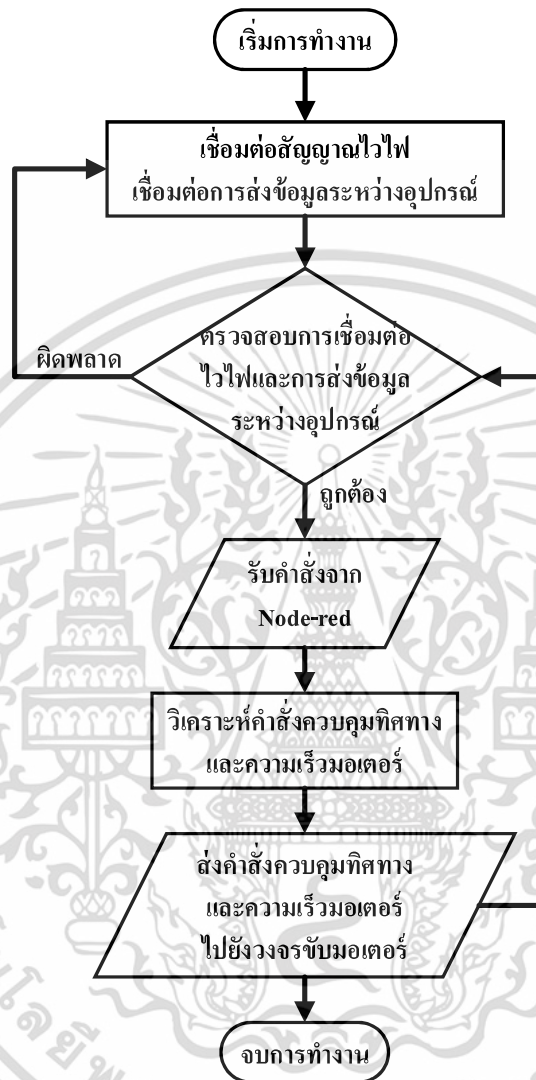 เริ่มการทำงาน
เชื่อมต่อสัญญาณไวไฟ
เชื่อมต่อการส่งข้อมูลระหว่างอุปกรณ์
ตรวจสอบการเชื่อมต่อ
ไวไฟและการส่งข้อมูล
ระหว่างอุปกรณ์
ผิดพลาด
ถูกต้อง
รับคำสั่งจาก
Node-red
วิเคราะห์คำสั่งควบคุมทิศทาง
และความเร็วมอเตอร์
ส่งคำสั่งควบคุมทิศทาง
และความเร็วมอเตอร์
ไปยังวงจรขับมอเตอร์
จบการทำงาน